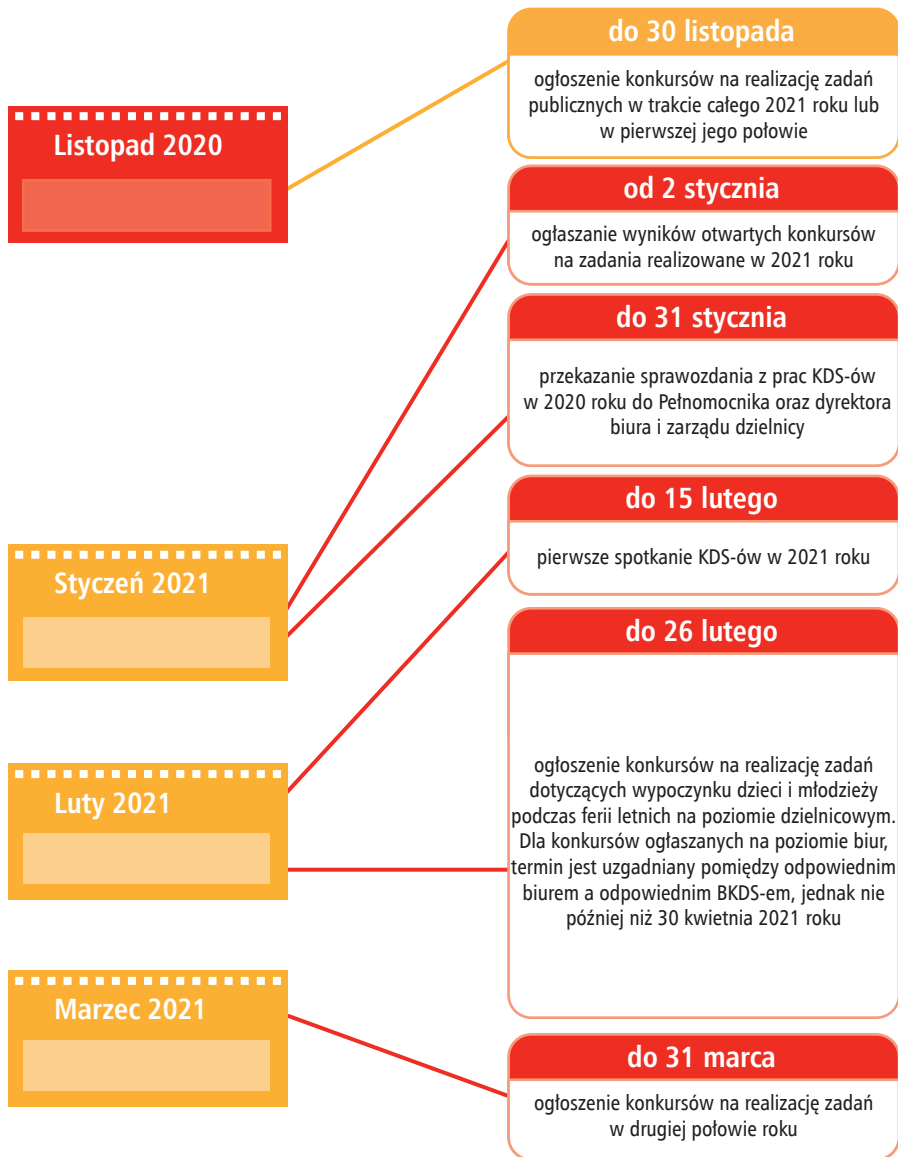 do 30 listopada
ogłoszenie konkursów na realizację zadań
publicznych w trakcie całego 2021 roku lub
w pierwszej jego połowie
Listopad 2020
od 2 stycznia
ogłaszanie wyników otwartych konkursów
na zadania realizowane w 2021 roku
do 31 stycznia
przekazanie sprawozdania z prac KDS-ów
w 2020 roku do Pełnomocnika oraz dyrektora
biura i zarządu dzielnicy
do 15 lutego
pierwsze spotkanie KDS-ów w 2021 roku
Styczeń 2021
do 26 lutego
ogłoszenie konkursów na realizację zadań
dotyczących wypoczynku dzieci i młodzieży
podczas ferii letnich na poziomie dzielnicowym.
Dla konkursów ogłaszanych na poziomie biur,
termin jest uzgadniany pomiędzy odpowiednim
biurem a odpowiednim BKDS-em, jednak nie
później niż 30 kwietnia 2021 roku
Luty 2021
Marzec 2021
do 31 marca
ogłoszenie konkursów na realizację zadań
w drugiej połowie roku